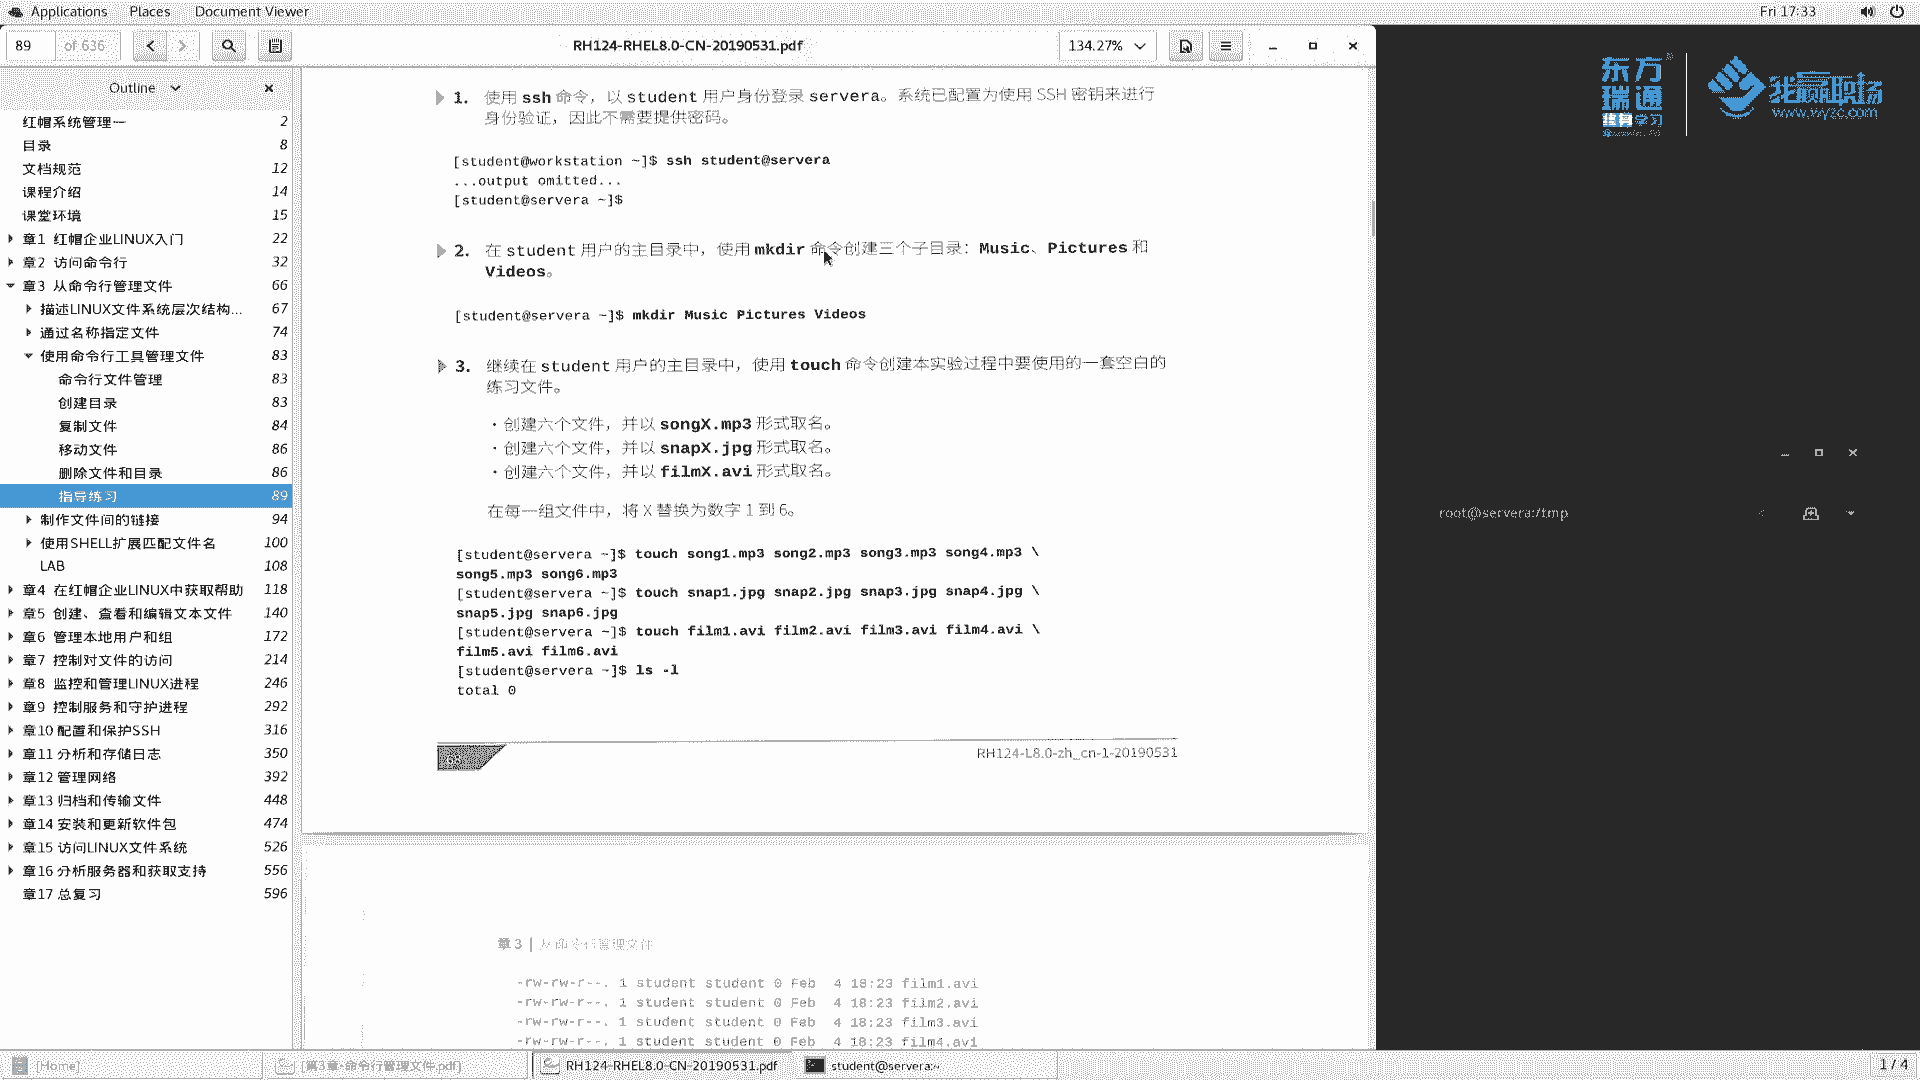 Applications Places Document Viewer
Fri 17:33
89 of 636
RH124-RHEL8.0-CN-20190531.pdf
134.27%
Outline
红帽系统管理一 2
目录 8
文档规范 12
课程介绍 14
课堂环境 15
章1 红帽企业LINUX入门 22
章2 访问命令行 32
章3 从命令行管理文件 66
描述LINUX文件系统层次结构... 67
通过名称指定文件 74
使用命令行工具管理文件 83
命令行文件管理 83
创建目录 83
复制文件 84
移动文件 86
删除文件和目录 86
指导练习 89
制作文件间的链接 94
使用SHELL扩展匹配文件名 100
LAB 108
章4 在红帽企业LINUX中获取帮助 118
章5 创建、查看和编辑文本文件 140
章6 管理本地用户和组 172
章7 控制对文件的访问 214
章8 监控和管理LINUX进程 246
章9 控制服务和守护进程 292
章10 配置和保护SSH 316
章11 分析和存储日志 350
章12 管理网络 392
章13 归档和传输文件 448
章14 安装和更新软件包 474
章15 访问LINUX文件系统 526
章16 分析服务器和获取支持 556
章17 总复习 596
1. 使用 ssh 命令，以 student 用户身份登录 servera。系统已配置为使用 SSH 密钥来进行
身份验证，因此不需要提供密码。
[student@workstation ~]$ ssh student@servera
...output omitted...
[student@servera ~]$
2. 在 student 用户的主目录中，使用 mkdir 命令创建三个子目录：Music、Pictures 和
Videos。
[student@servera ~]$ mkdir Music Pictures Videos
3. 继续在 student 用户的主目录中，使用 touch 命令创建本实验过程中要使用的一套空白的
练习文件。
· 创建六个文件，并以 songX.mp3 形式取名。
· 创建六个文件，并以 snapX.jpg 形式取名。
· 创建六个文件，并以 filmX.avi 形式取名。
在每一组文件中，将 X 替换为数字 1 到 6。
[student@servera ~]$ touch song1.mp3 song2.mp3 song3.mp3 song4.mp3 \
song5.mp3 song6.mp3
[student@servera ~]$ touch snap1.jpg snap2.jpg snap3.jpg snap4.jpg \
snap5.jpg snap6.jpg
[student@servera ~]$ touch film1.avi film2.avi film3.avi film4.avi \
film5.avi film6.avi
[student@servera ~]$ ls -l
total 0
68
RH124-L8.0-zh_cn-1-20190531
章3 | 从命令行管理文件
-rw-rw-r--. 1 student student 0 Feb 4 18:23 film1.avi
-rw-rw-r--. 1 student student 0 Feb 4 18:23 film2.avi
-rw-rw-r--. 1 student student 0 Feb 4 18:23 film3.avi
-rw-rw-r--. 1 student student 0 Feb 4 18:23 film4.avi
东方
瑞通
终身学习
我赢职场
www.wyzc.com
root@servera:/tmp
[Home]
[第3章-命令行管理文件.pdf]
RH124-RHEL8.0-CN-20190531.pdf
student@servera:~
1 / 4